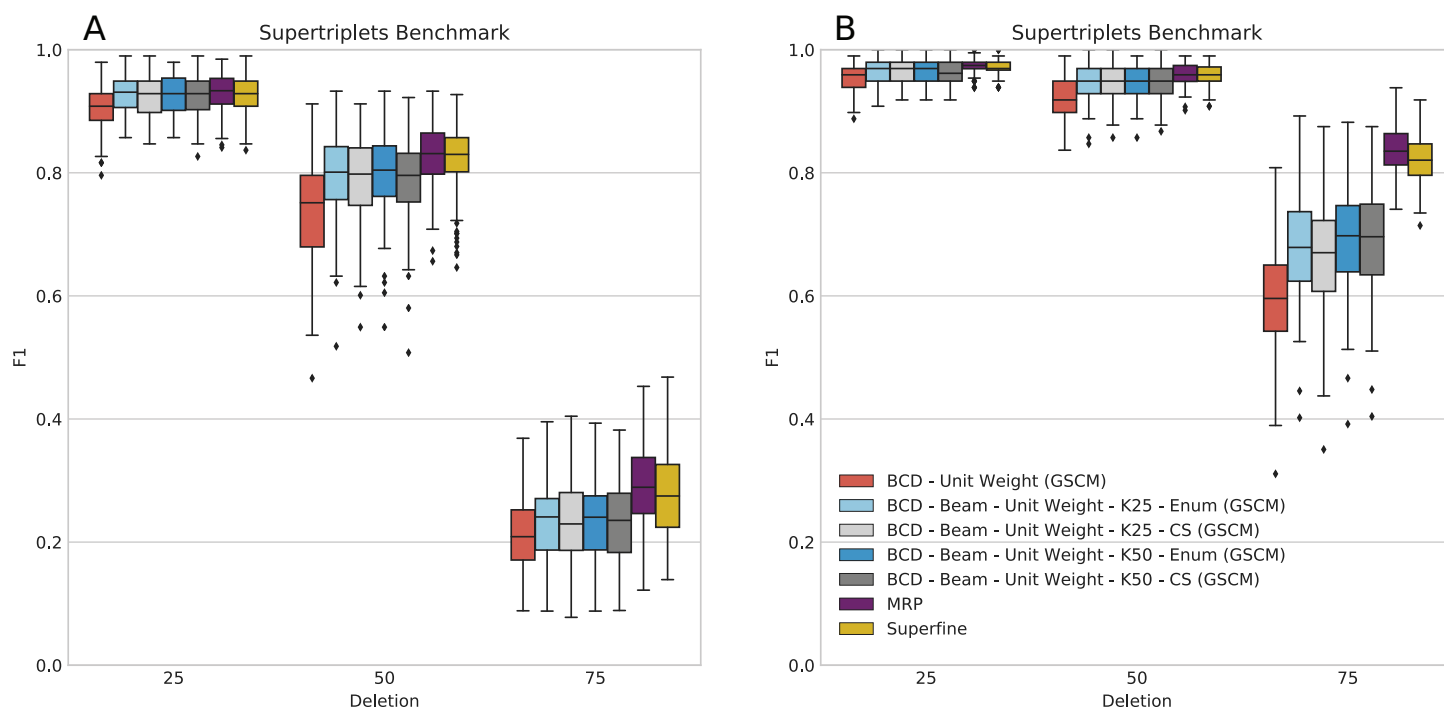 A
Supertriplets Benchmark
1.0
0.8
0.6
0.4
0.2
0.0
F1
25
50
75
Deletion
B
Supertriplets Benchmark
1.0
0.8
0.6
0.4
0.2
0.0
F1
BCD - Unit Weight (GSCM)
BCD - Beam - Unit Weight - K25 - Enum (GSCM)
BCD - Beam - Unit Weight - K25 - CS (GSCM)
BCD - Beam - Unit Weight - K50 - Enum (GSCM)
BCD - Beam - Unit Weight - K50 - CS (GSCM)
MRP
Superfine
25
50
75
Deletion